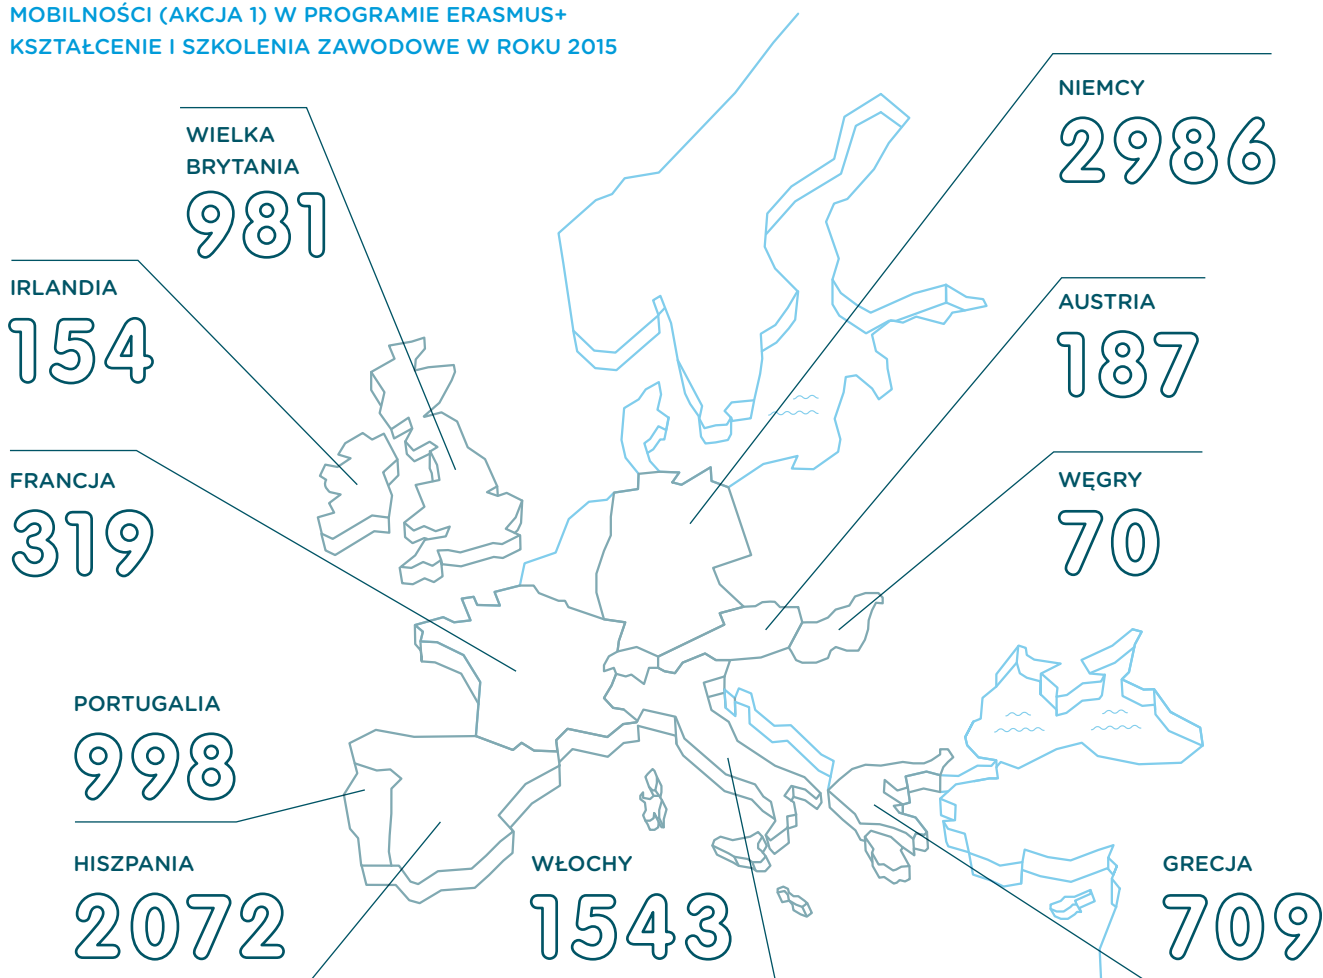 MOBILNOŚCI (AKCJA 1) W PROGRAMIE ERASMUS+
KSZTAŁCENIE I SZKOLENIA ZAWODOWE W ROKU 2015
NIEMCY
2986
WIELKA
BRYTANIA
981
IRLANDIA
154
AUSTRIA
187
FRANCJA
319
WĘGRY
70
PORTUGALIA
998
HISZPANIA
2072
WŁOCHY
1543
GRECJA
709